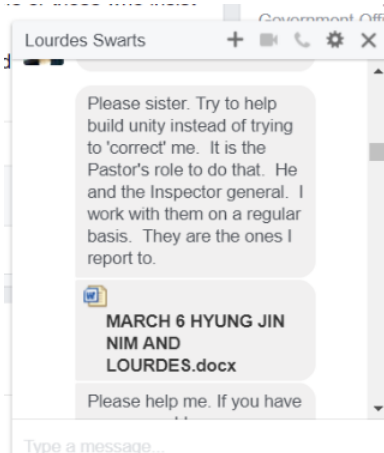 Government Offi
Lourdes Swarts
Please sister. Try to help
build unity instead of trying
to 'correct' me. It is the
Pastor's role to do that. He
and the Inspector general. I
work with them on a regular
basis. They are the ones I
report to.
MARCH 6 HYUNG JIN
NIM AND
LOURDES.docx
Please help me. If you have
Type a message...